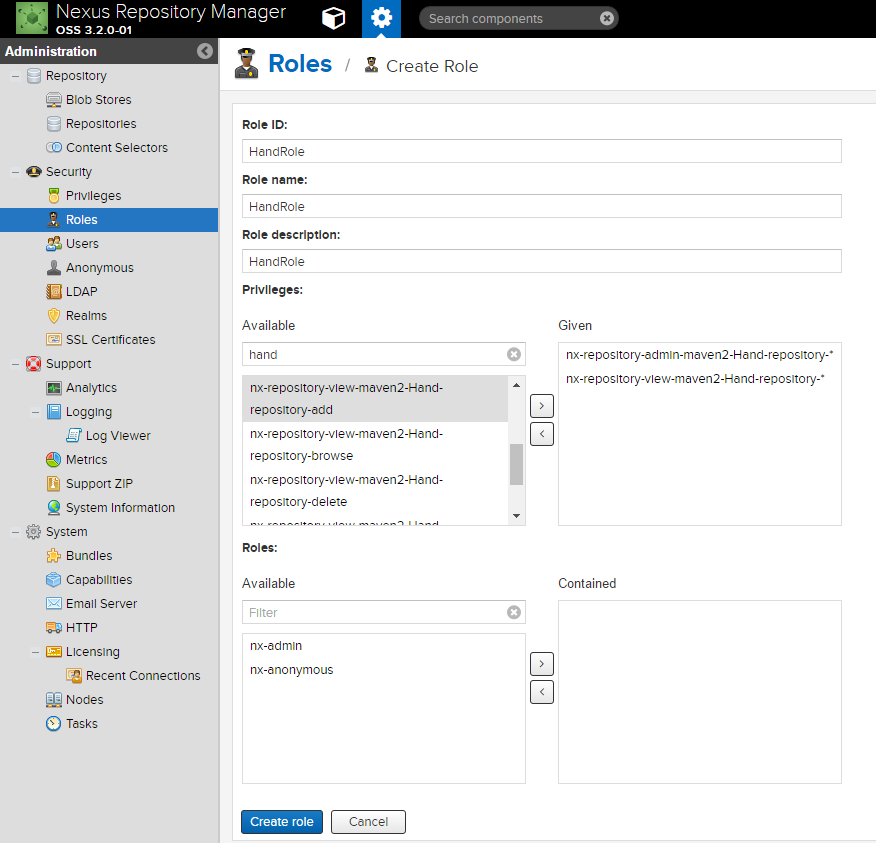 Nexus Repository Manager
OSS 3.2.0-01
Search components
Administration
Repository
Blob Stores
Repositories
Content Selectors
Security
Privileges
Roles
Users
Anonymous
LDAP
Realms
SSL Certificates
Support
Analytics
Logging
Log Viewer
Metrics
Support ZIP
System Information
System
Bundles
Capabilities
Email Server
HTTP
Licensing
Recent Connections
Nodes
Tasks
Roles / Create Role
Role ID:
HandRole
Role name:
HandRole
Role description:
HandRole
Privileges:
Available
hand
nx-repository-view-maven2-Hand-
repository-add
nx-repository-view-maven2-Hand-
repository-browse
nx-repository-view-maven2-Hand-
repository-delete
nx-repository-view-maven2-Hand
Given
nx-repository-admin-maven2-Hand-repository-*
nx-repository-view-maven2-Hand-repository-*
Roles:
Available
Filter
nx-admin
nx-anonymous
Contained
Create role
Cancel